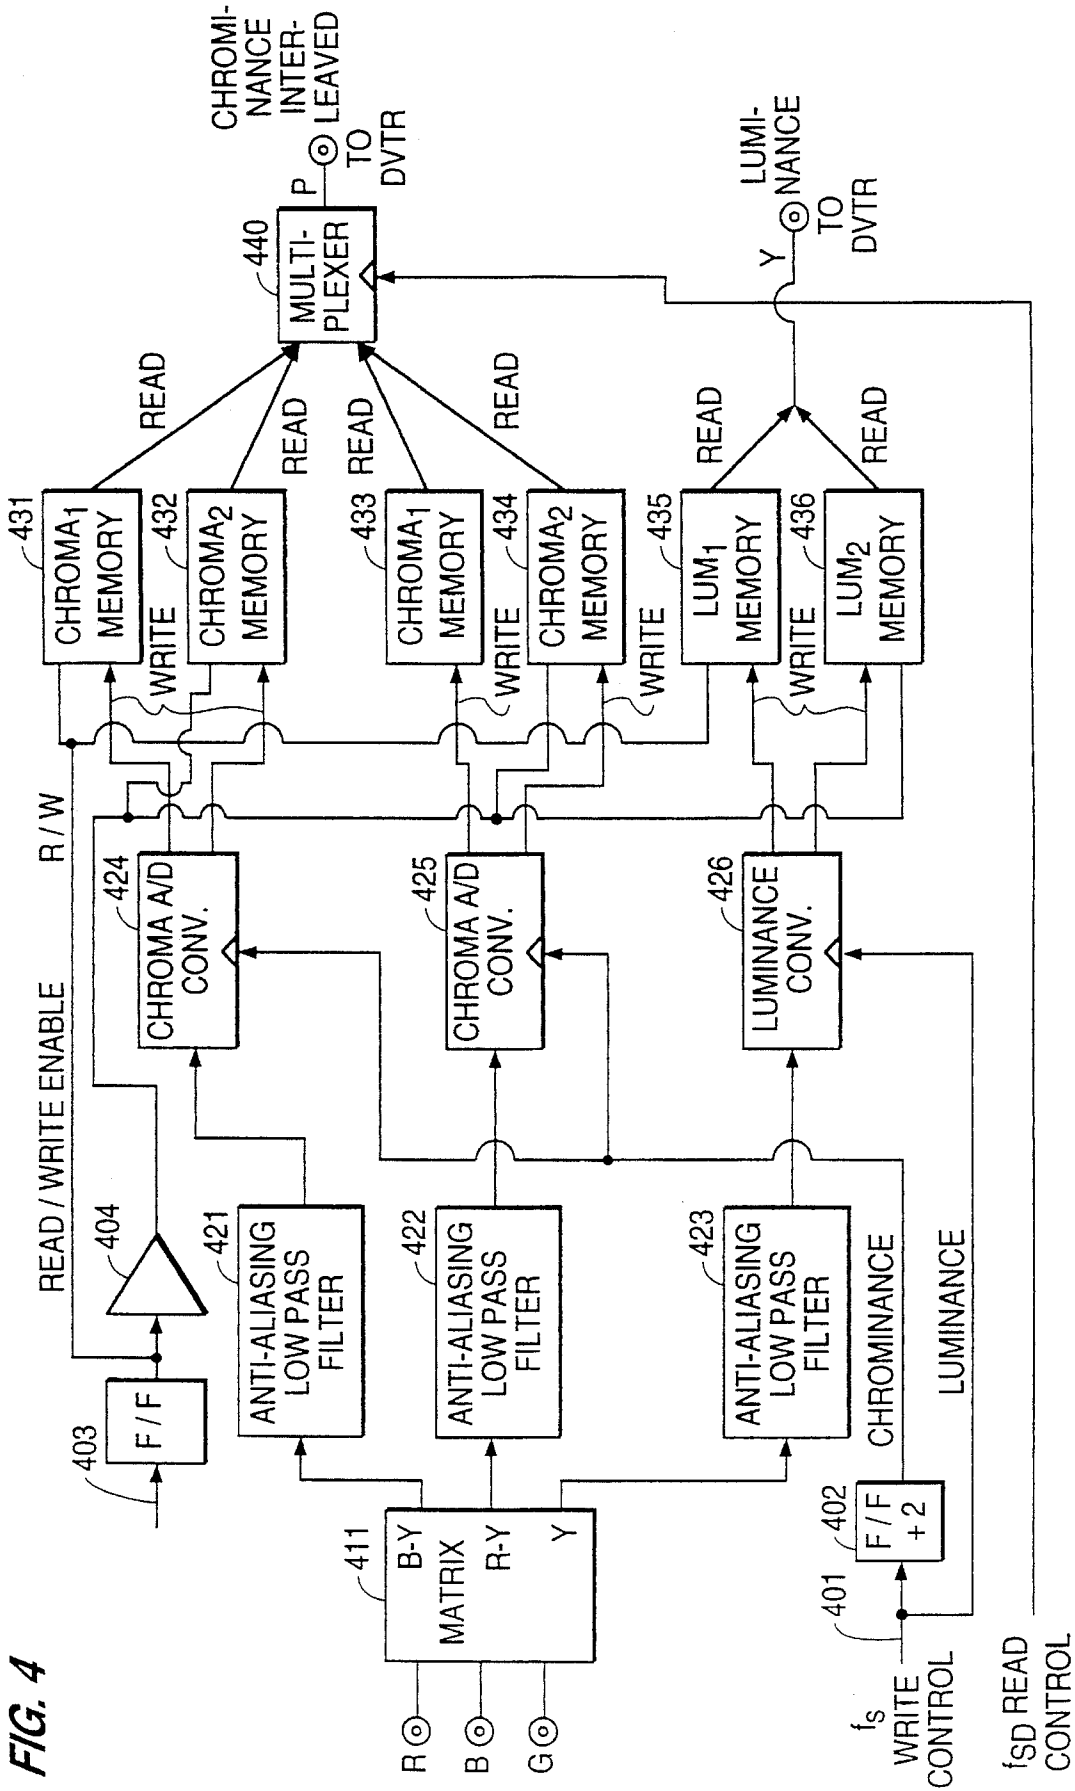 FIG. 4
READ / WRITE ENABLE
R / W
403
F / F
404
R
B
G
411
B-Y
MATRIX
R-Y
Y
421
ANTI-ALIASING
LOW PASS
FILTER
422
ANTI-ALIASING
LOW PASS
FILTER
423
ANTI-ALIASING
LOW PASS
FILTER
424
CHROMA A/D
CONV.
425
CHROMA A/D
CONV.
426
LUMINANCE
CONV.
WRITE
WRITE
WRITE
WRITE
431
CHROMA1
MEMORY
432
CHROMA2
MEMORY
433
CHROMA1
MEMORY
434
CHROMA2
MEMORY
435
LUM1
MEMORY
436
LUM2
MEMORY
READ
READ
READ
READ
READ
READ
440
MULTI-
PLEXER
P
CHROMI-
NANCE
INTER-
LEAVED
TO
DVTR
Y
LUMI-
NANCE
TO
DVTR
fS
WRITE
CONTROL
401
402
F / F
+ 2
CHROMINANCE
LUMINANCE
fSD READ
CONTROL